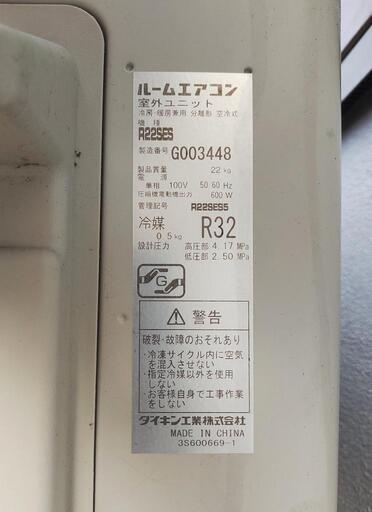 ルームエアコン
室外ユニット
冷房・暖房兼用 分離形 空冷式
機種
R22SES
製造番号 G003448
製品質量 22 kg
電源
単相 100V 50 60 Hz
圧縮機電動機出力 600 W
管理記号 R22SES5
冷媒 R32
0.5 kg
設計圧力 高圧部 4.17 MPa
低圧部 2.50 MPa
G
警告
破裂・故障のおそれあり
・冷凍サイクル内に空気
を混入させない
・指定冷媒以外を使用
しない
・お客様自身で工事作業
をしない
ダイキン工業株式会社
MADE IN CHINA
3S600669-1